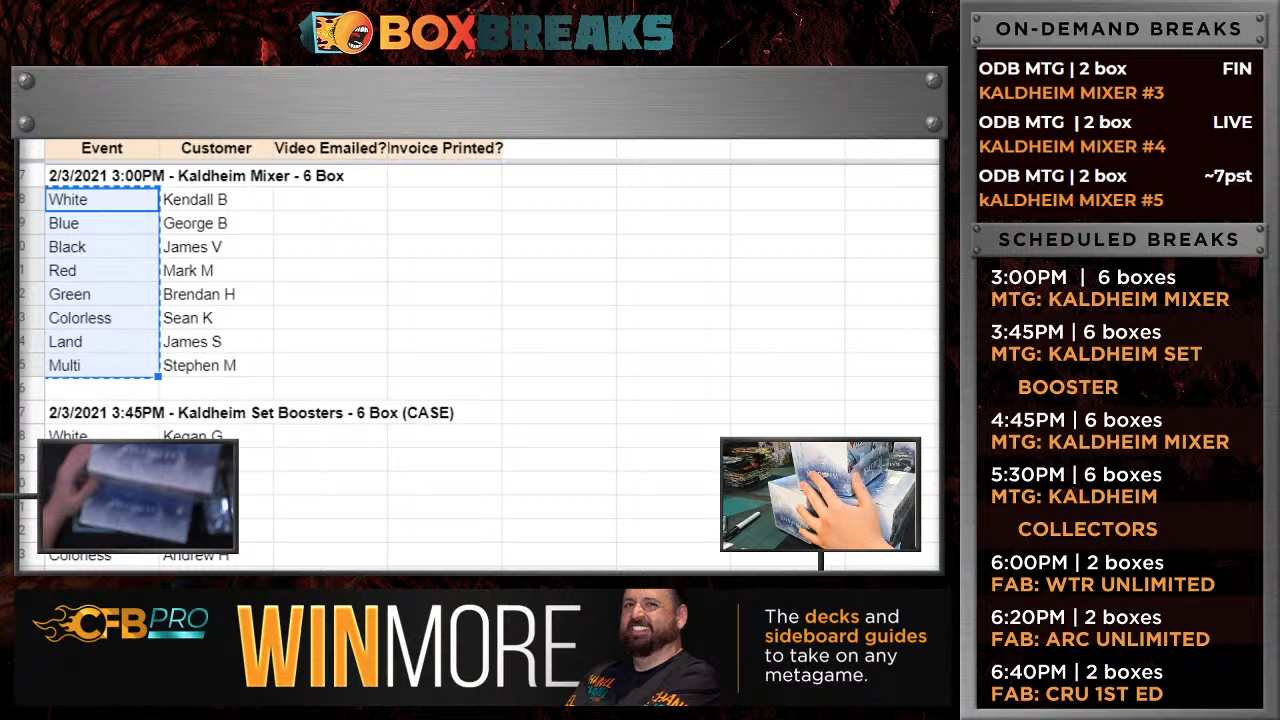 BOXBREAKS
Event Customer Video Emailed? Invoice Printed?
2/3/2021 3:00PM - Kaldheim Mixer - 6 Box
White Kendall B
Blue George B
Black James V
Red Mark M
Green Brendan H
Colorless Sean K
Land James S
Multi Stephen M
2/3/2021 3:45PM - Kaldheim Set Boosters - 6 Box (CASE)
White Kegan G
Colorless Andrew H
CFBPRO
WINMORE
The decks and
sideboard guides
to take on any
metagame.
ON-DEMAND BREAKS
ODB MTG | 2 box FIN
KALDHEIM MIXER #3
ODB MTG | 2 box LIVE
KALDHEIM MIXER #4
ODB MTG | 2 box ~7pst
kALDHEIM MIXER #5
SCHEDULED BREAKS
3:00PM | 6 boxes
MTG: KALDHEIM MIXER
3:45PM | 6 boxes
MTG: KALDHEIM SET
BOOSTER
4:45PM | 6 boxes
MTG: KALDHEIM MIXER
5:30PM | 6 boxes
MTG: KALDHEIM
COLLECTORS
6:00PM | 2 boxes
FAB: WTR UNLIMITED
6:20PM | 2 boxes
FAB: ARC UNLIMITED
6:40PM | 2 boxes
FAB: CRU 1ST ED